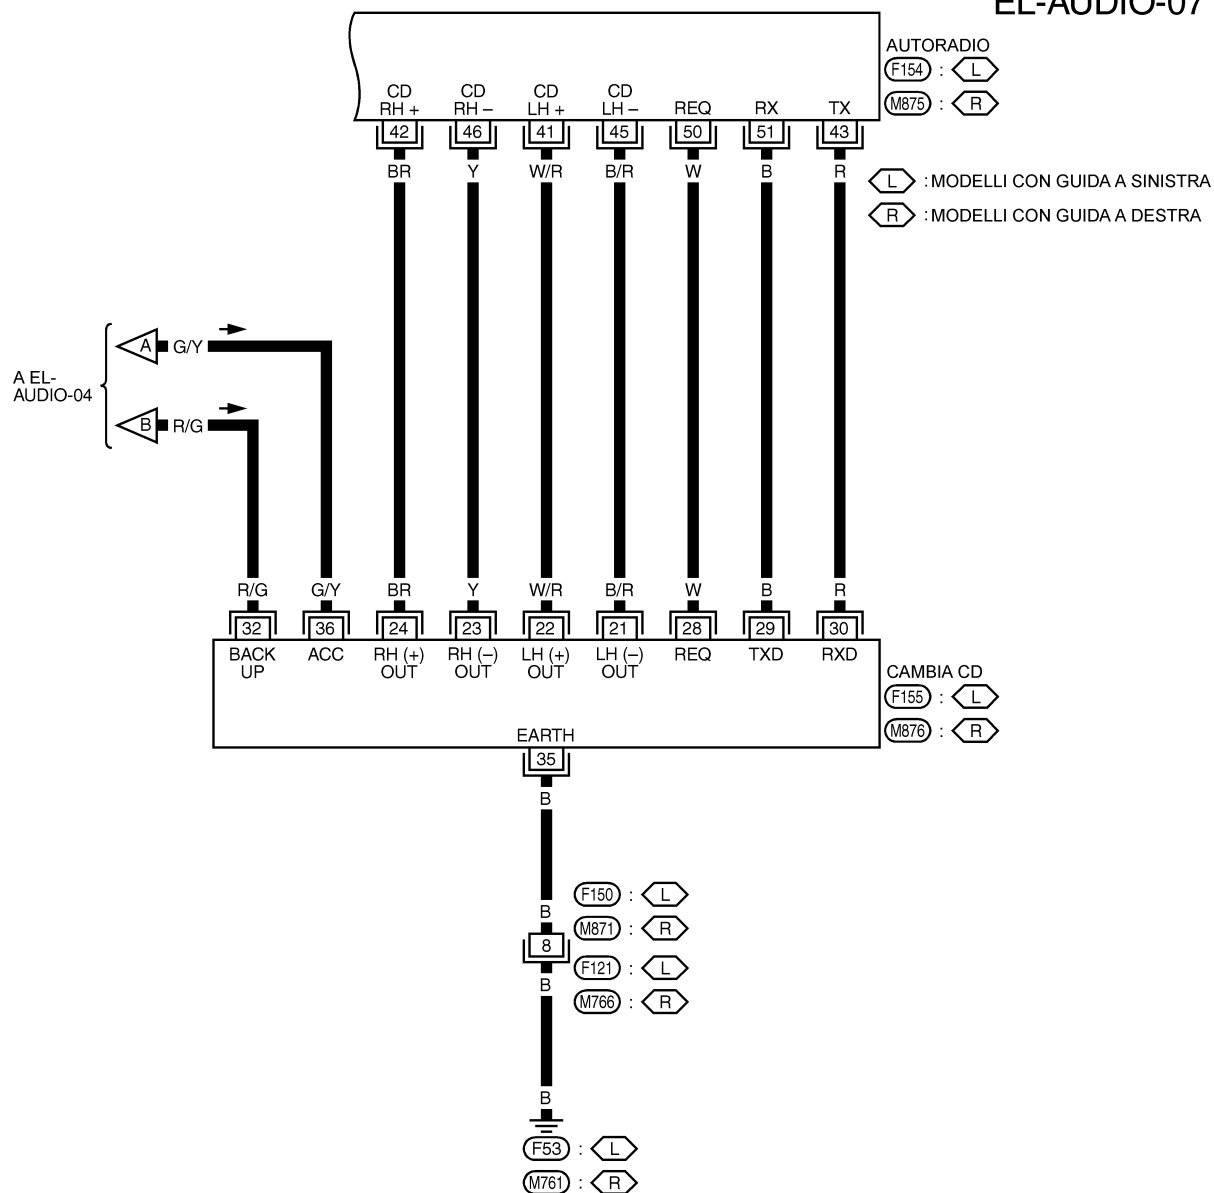 EL-AUDIO-07
AUTORADIO
F154 : L
M875 : R
CD RH + CD RH – CD LH + CD LH – REQ RX TX
42 46 41 45 50 51 43
BR Y W/R B/R W B R
L : MODELLI CON GUIDA A SINISTRA
R : MODELLI CON GUIDA A DESTRA
A EL-
AUDIO-04
A G/Y
B R/G
R/G G/Y BR Y W/R B/R W B R
32 36 24 23 22 21 28 29 30
BACK ACC RH (+) RH (–) LH (+) LH (–) REQ TXD RXD
UP OUT OUT OUT OUT
CAMBIA CD
F155 : L
M876 : R
EARTH
35
B
F150 : L
B
M871 : R
8
F121 : L
B
M766 : R
B
F53 : L
M761 : R